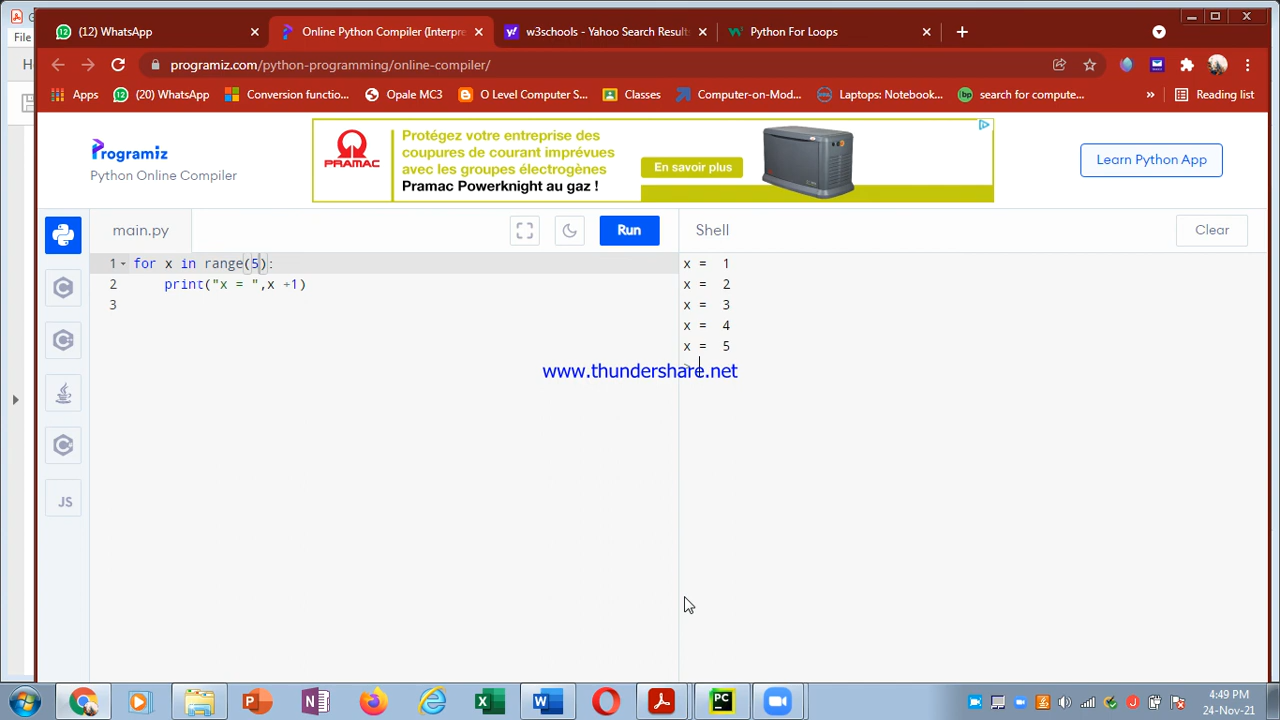 File
(12) WhatsApp
Online Python Compiler (Interpre
w3schools - Yahoo Search Results
Python For Loops
programiz.com/python-programming/online-compiler/
Apps
(20) WhatsApp
Conversion functio...
Opale MC3
O Level Computer S...
Classes
Computer-on-Mod...
Laptops: Notebook...
search for compute...
»
Reading list
Programiz
Python Online Compiler
PRAMAC
Protégez votre entreprise des
coupures de courant imprévues
avec les groupes électrogènes
Pramac Powerknight au gaz !
En savoir plus
Learn Python App
main.py
Run
Shell
Clear
1 for x in range(5):
2 print("x = ",x +1)
3
x = 1
x = 2
x = 3
x = 4
x = 5
www.thundershare.net
JS
4:49 PM
24-Nov-21